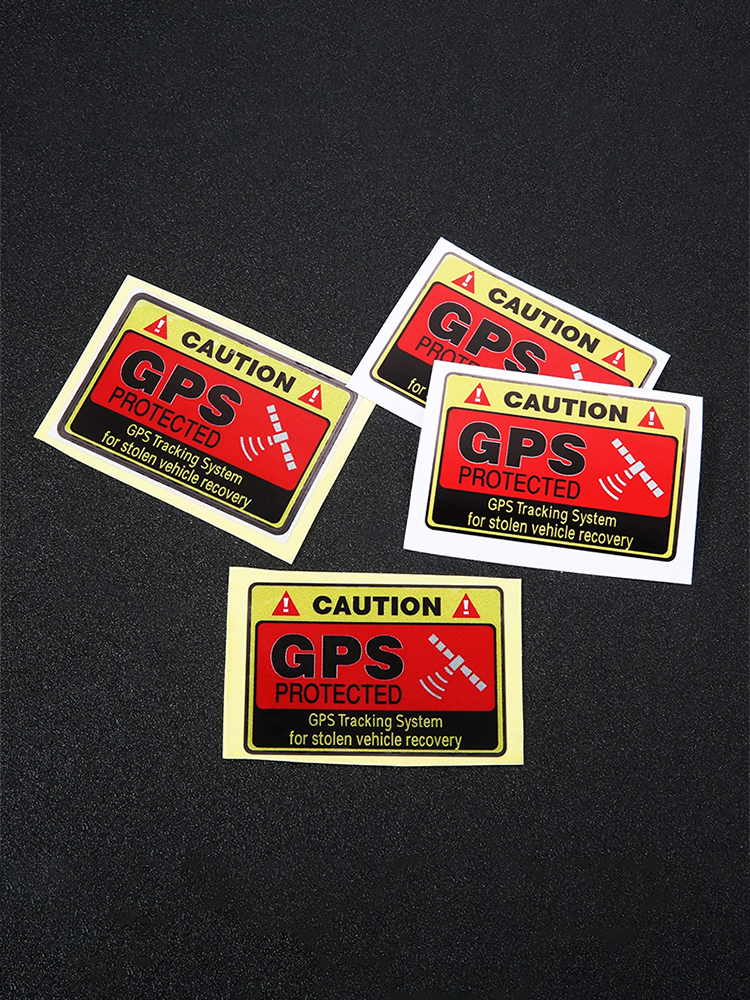 CAUTION
GPS
PROTECTED
GPS Tracking System
for stolen vehicle recovery
CAUTION
GPS
PROTECTED
GPS Tracking System
for stolen vehicle recovery
CAUTION
GPS
for
CAUTION
GPS
PROTECTED
GPS Tracking System
for stolen vehicle recovery